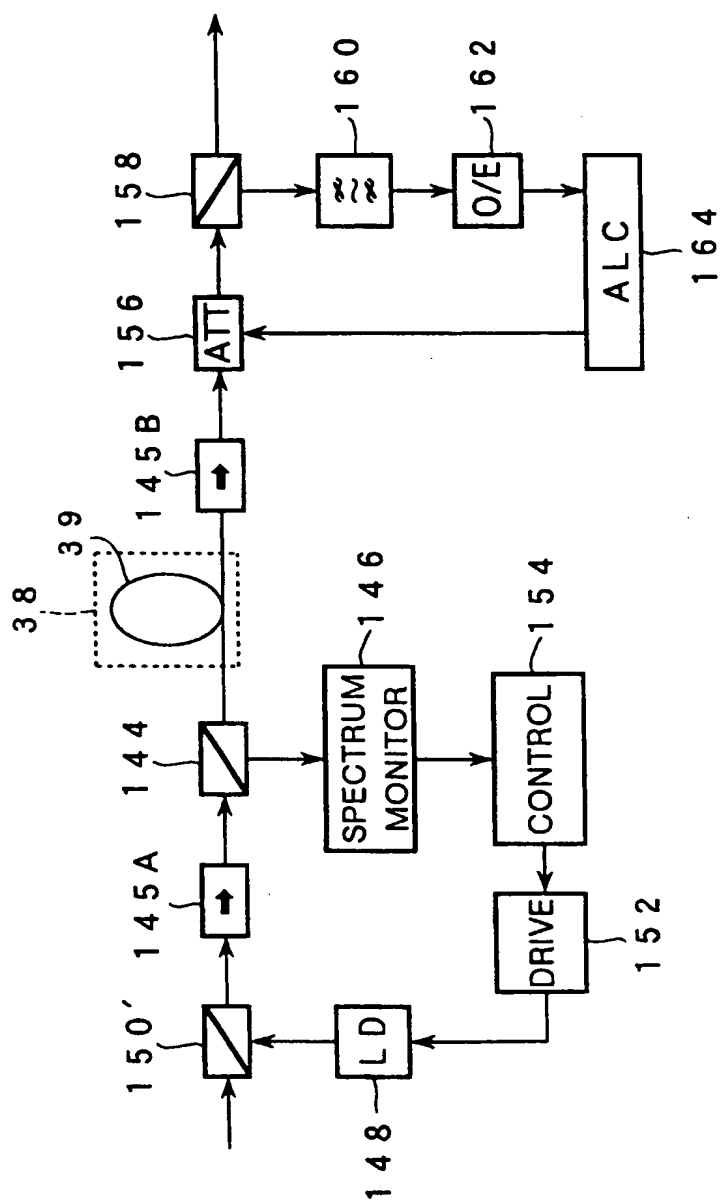 38
39
150′
145A
144
145B
156
158
ATT
160
162
O/E
ALC
164
SPECTRUM
MONITOR
146
LD
148
DRIVE
152
CONTROL
154